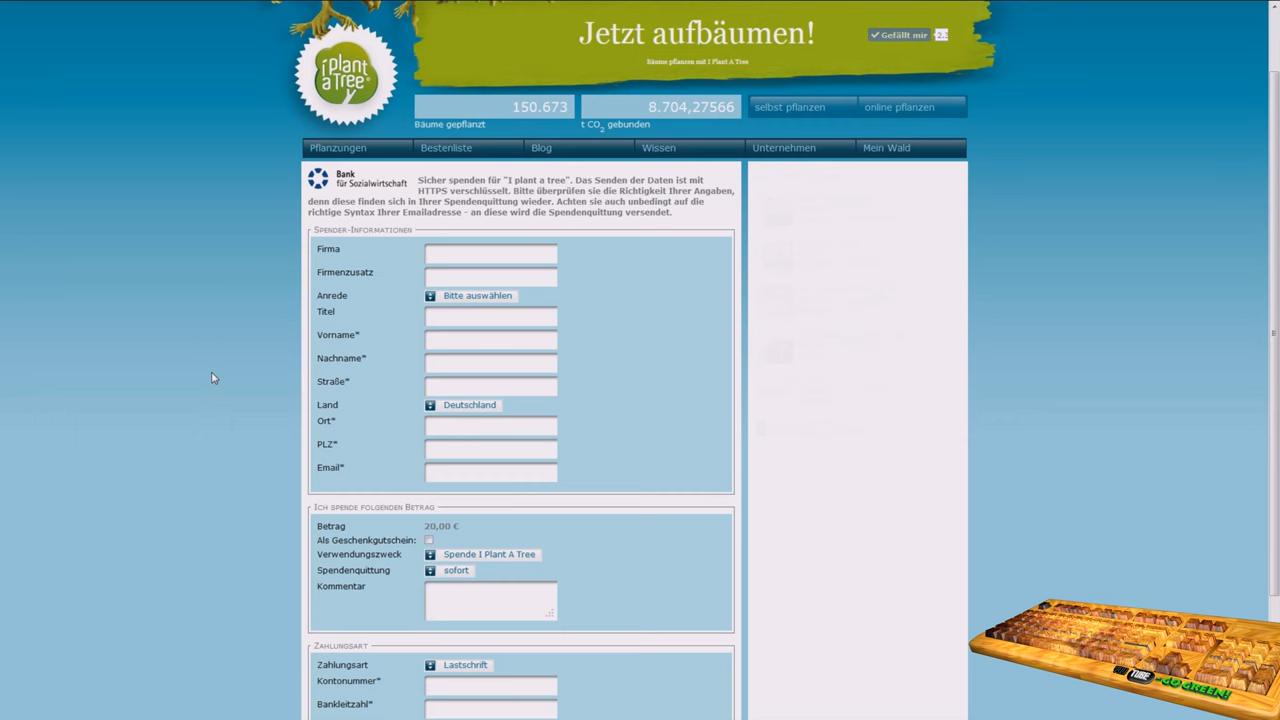 Jetzt aufbäumen!
Gefällt mir
Bäume pflanzen mit I Plant A Tree
i plant
a Tree
150.673
8.704,27566
selbst pflanzen
online pflanzen
Bäume gepflanzt
t CO2 gebunden
Pflanzungen
Bestenliste
Blog
Wissen
Unternehmen
Mein Wald
Bank
für Sozialwirtschaft
Sicher spenden für "I plant a tree". Das Senden der Daten ist mit
HTTPS verschlüsselt. Bitte überprüfen sie die Richtigkeit Ihrer Angaben,
denn diese finden sich in Ihrer Spendenquittung wieder. Achten sie auch unbedingt auf die
richtige Syntax Ihrer Emailadresse - an diese wird die Spendenquittung versendet.
Spender-Informationen
Firma
Firmenzusatz
Anrede
Bitte auswählen
Titel
Vorname*
Nachname*
Straße*
Land
Deutschland
Ort*
PLZ*
Email*
Ich spende folgenden Betrag
Betrag
20,00 €
Als Geschenkgutschein:
Verwendungszweck
Spende I Plant A Tree
Spendenquittung
sofort
Kommentar
Zahlungsart
Zahlungsart
Lastschrift
Kontonummer*
Bankleitzahl*
TUBE
GO GREEN!